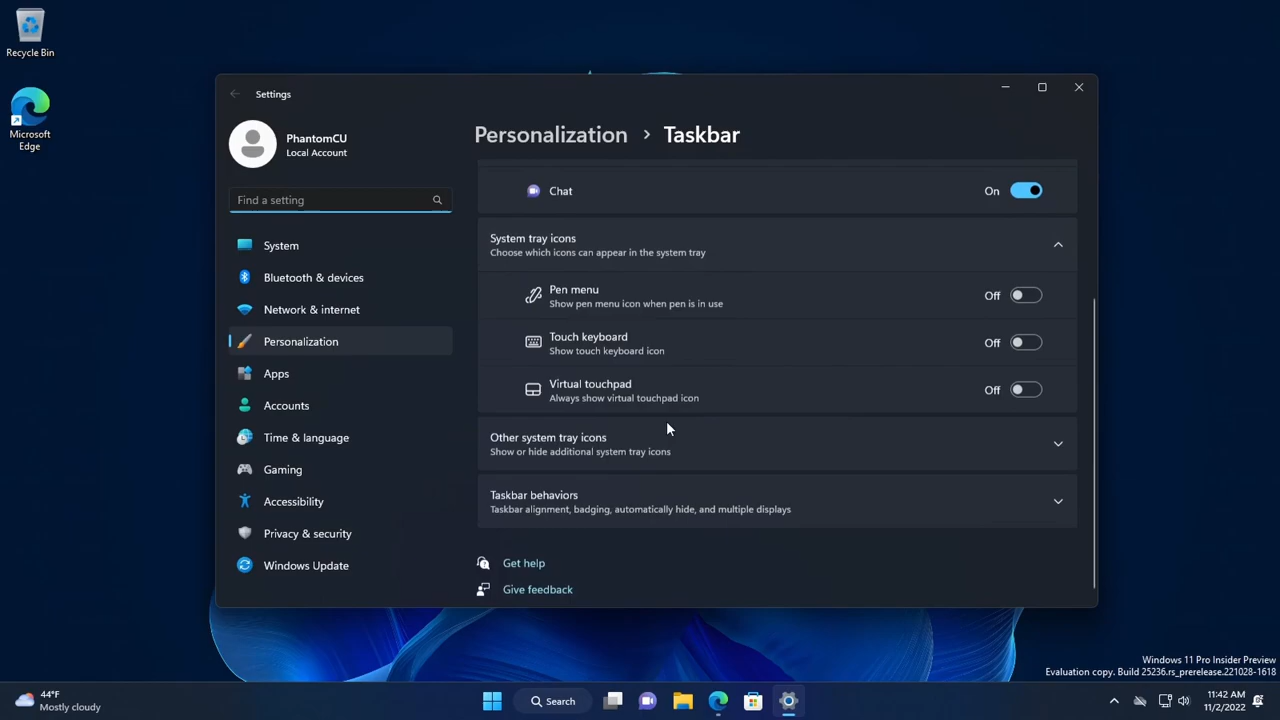 Recycle Bin
Microsoft
Edge
Settings
PhantomCU
Local Account
Find a setting
System
Bluetooth & devices
Network & internet
Personalization
Apps
Accounts
Time & language
Gaming
Accessibility
Privacy & security
Windows Update
Personalization > Taskbar
Chat On
System tray icons
Choose which icons can appear in the system tray
Pen menu
Show pen menu icon when pen is in use
Off
Touch keyboard
Show touch keyboard icon
Off
Virtual touchpad
Always show virtual touchpad icon
Off
Other system tray icons
Show or hide additional system tray icons
Taskbar behaviors
Taskbar alignment, badging, automatically hide, and multiple displays
Get help
Give feedback
Windows 11 Pro Insider Preview
Evaluation copy. Build 25236.rs_prerelease.221028-1618
44°F
Mostly cloudy
Search
11:42 AM
11/2/2022